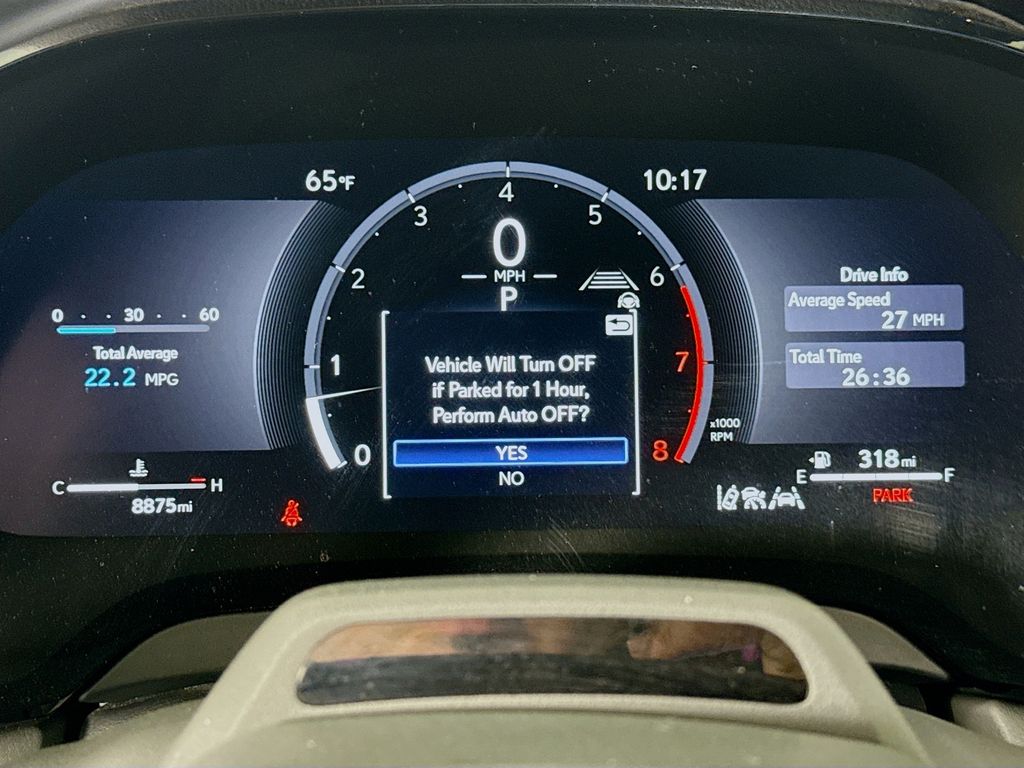 65°F
10:17
0 1 2 3 4 5 6 7 8
0
MPH
P
x1000
RPM
0 30 60
Total Average
22.2 MPG
Vehicle Will Turn OFF
if Parked for 1 Hour,
Perform Auto OFF?
YES
NO
Drive Info
Average Speed
27 MPH
Total Time
26:36
C H
8875mi
318mi
E F
PARK